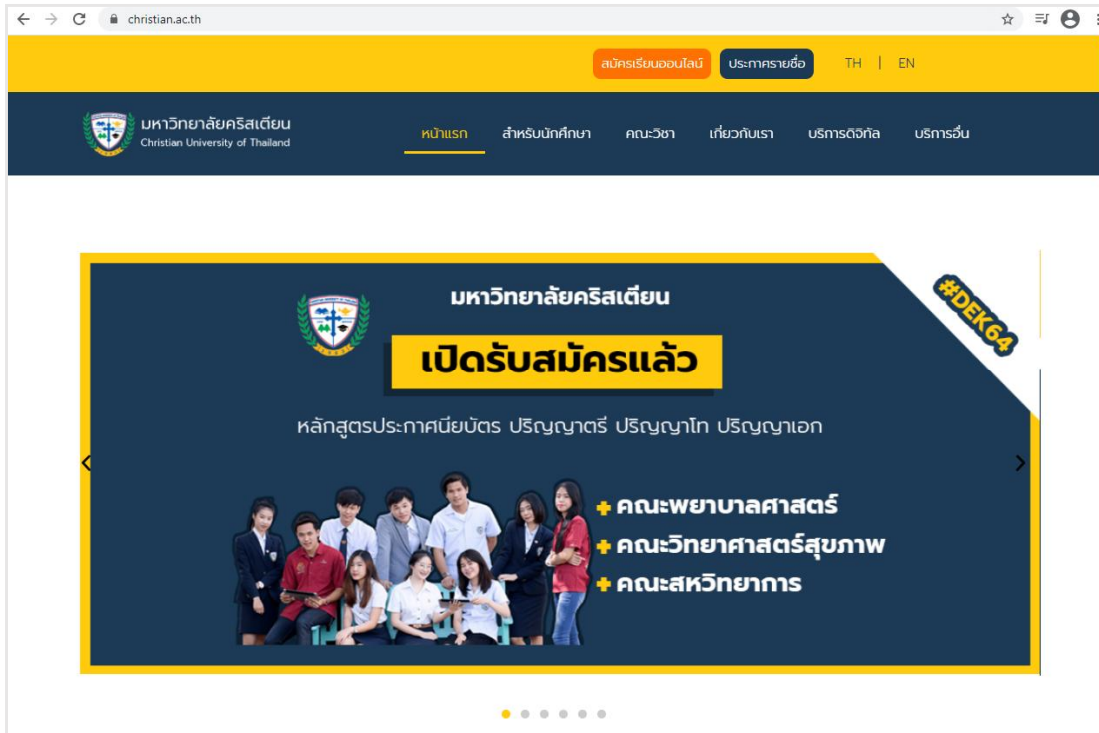 christian.ac.th
สมัครเรียนออนไลน์ ประกาศรายชื่อ TH | EN
มหาวิทยาลัยคริสเตียน
Christian University of Thailand
หน้าแรก สำหรับนักศึกษา คณะวิชา เกี่ยวกับเรา บริการดิจิทัล บริการอื่น
#DEK64
มหาวิทยาลัยคริสเตียน
เปิดรับสมัครแล้ว
หลักสูตรประกาศนียบัตร ปริญญาตรี ปริญญาโท ปริญญาเอก
+ คณะพยาบาลศาสตร์
+ คณะวิทยาศาสตร์สุขภาพ
+ คณะสหวิทยาการ